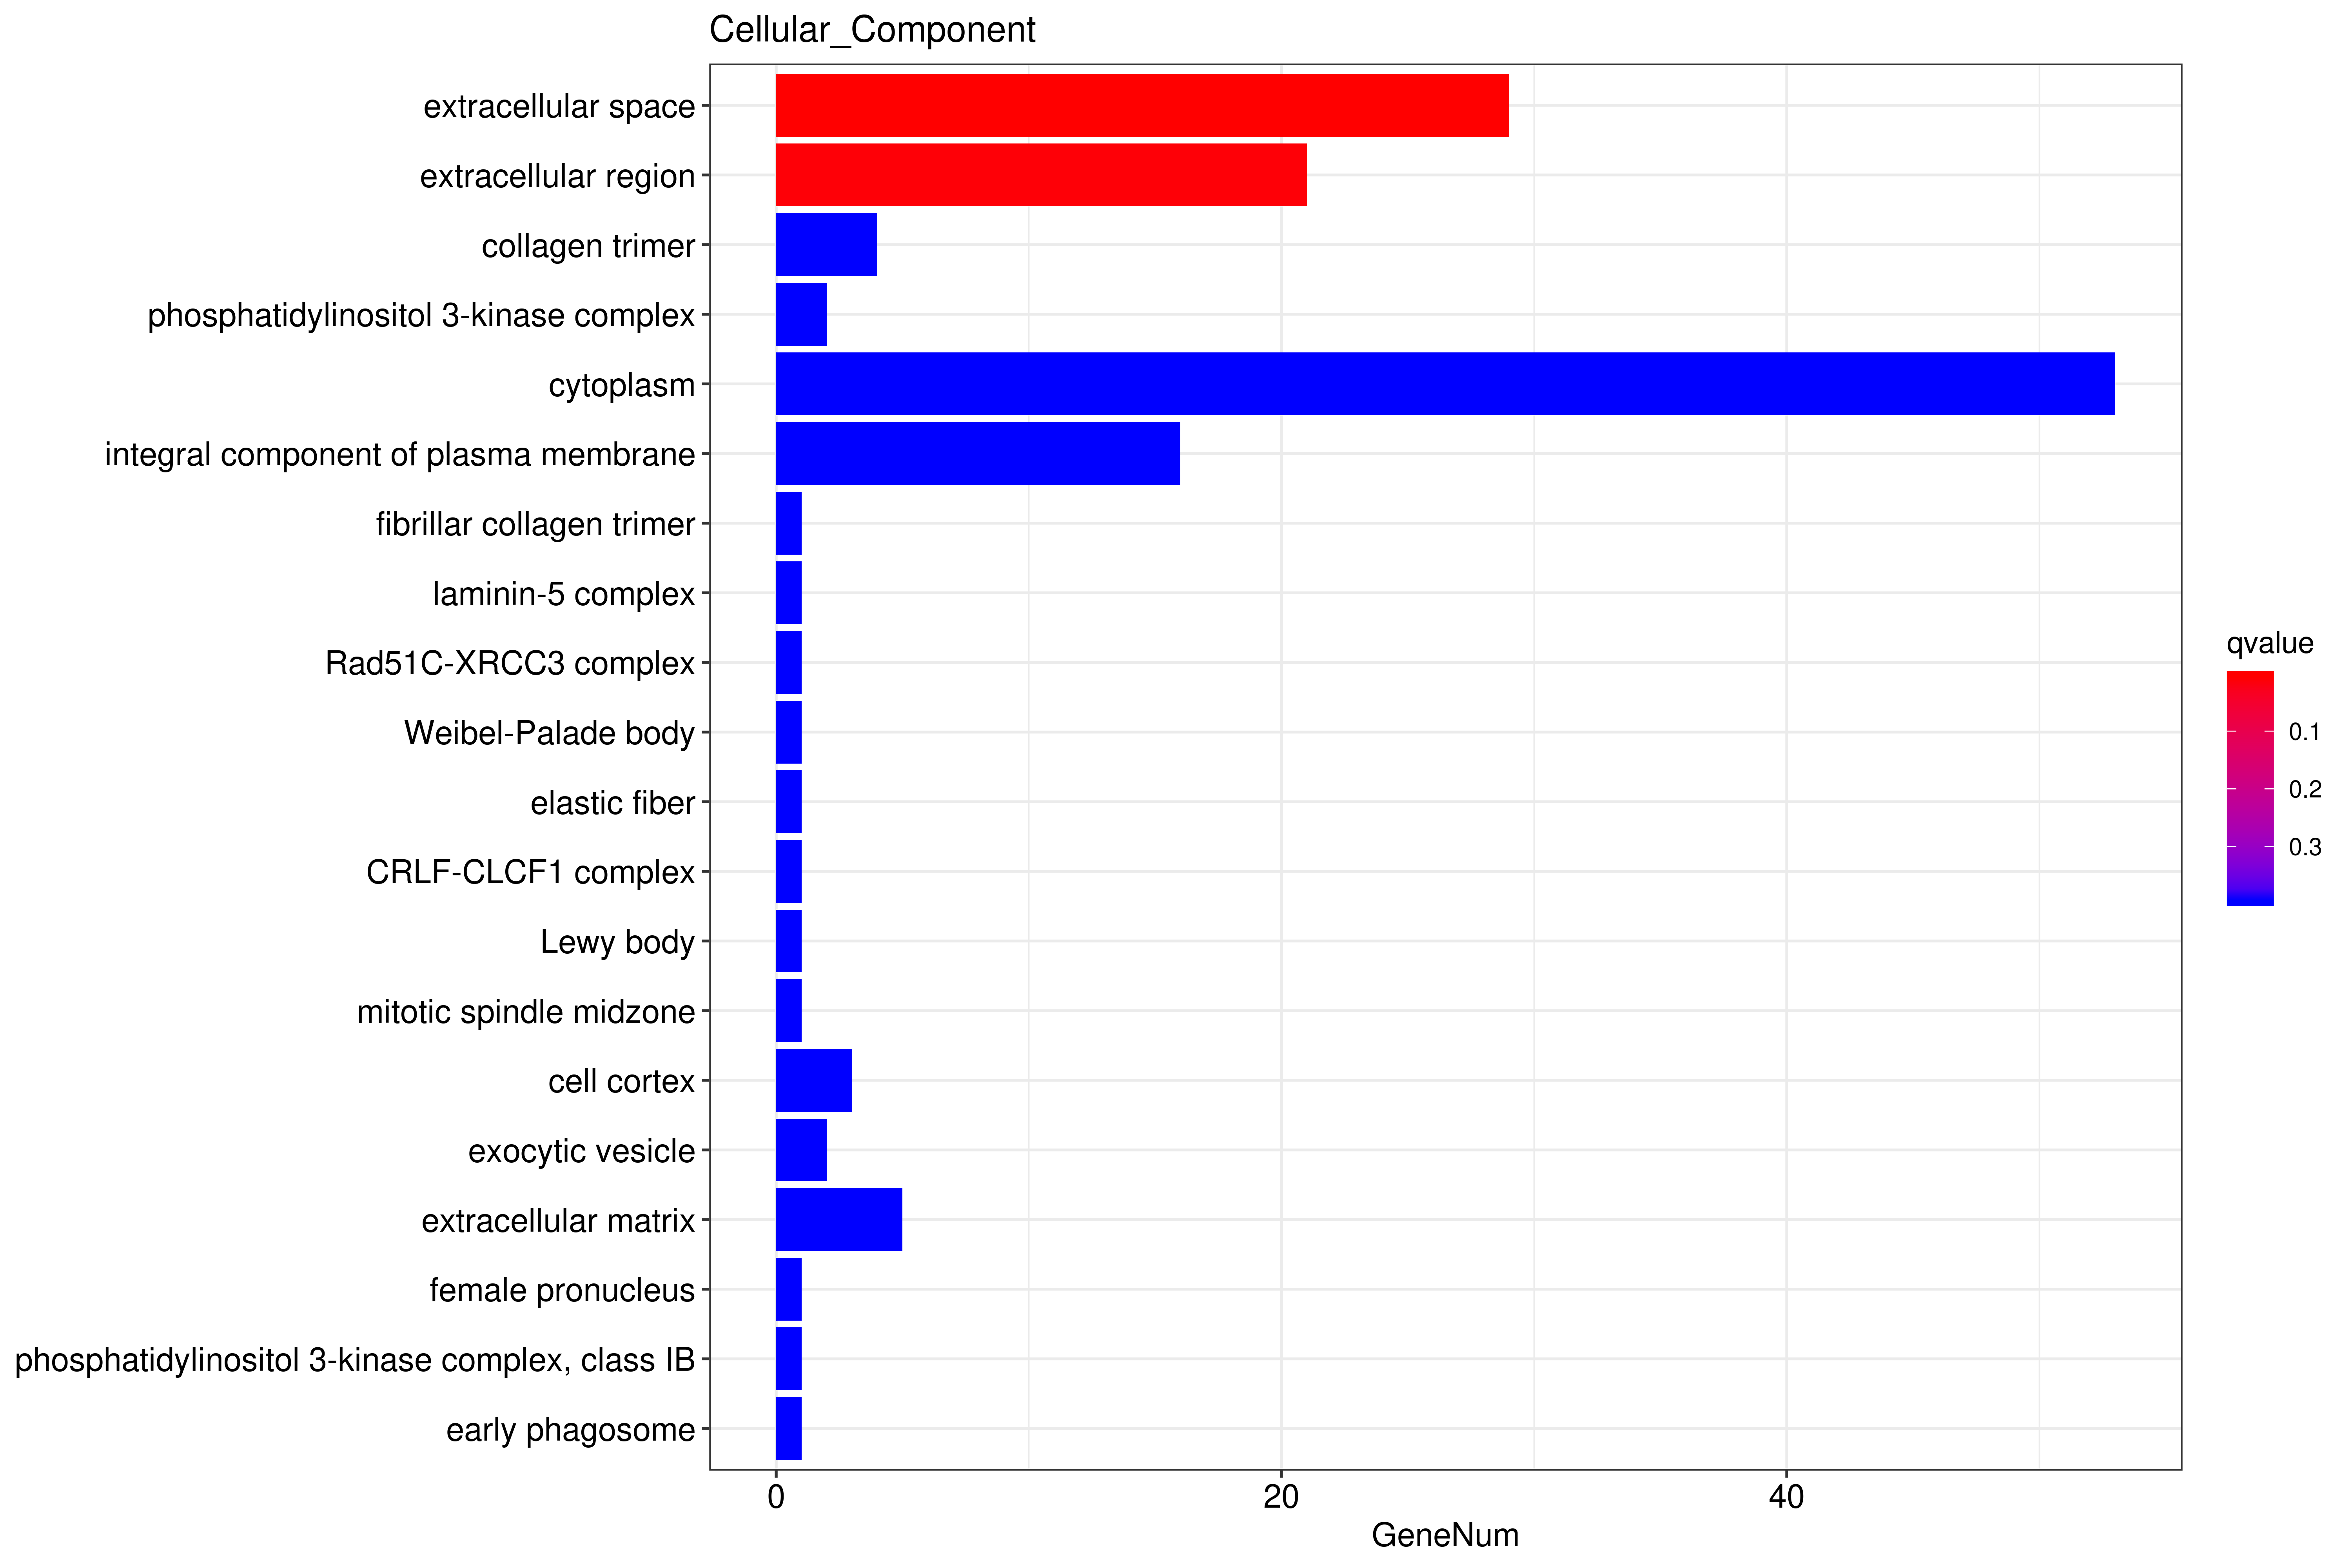 Cellular_Component
extracellular space
extracellular region
collagen trimer
phosphatidylinositol 3-kinase complex
cytoplasm
integral component of plasma membrane
fibrillar collagen trimer
laminin-5 complex
Rad51C-XRCC3 complex
Weibel-Palade body
elastic fiber
CRLF-CLCF1 complex
Lewy body
mitotic spindle midzone
cell cortex
exocytic vesicle
extracellular matrix
female pronucleus
phosphatidylinositol 3-kinase complex, class IB
early phagosome
0 20 40
GeneNum
qvalue
0.1
0.2
0.3